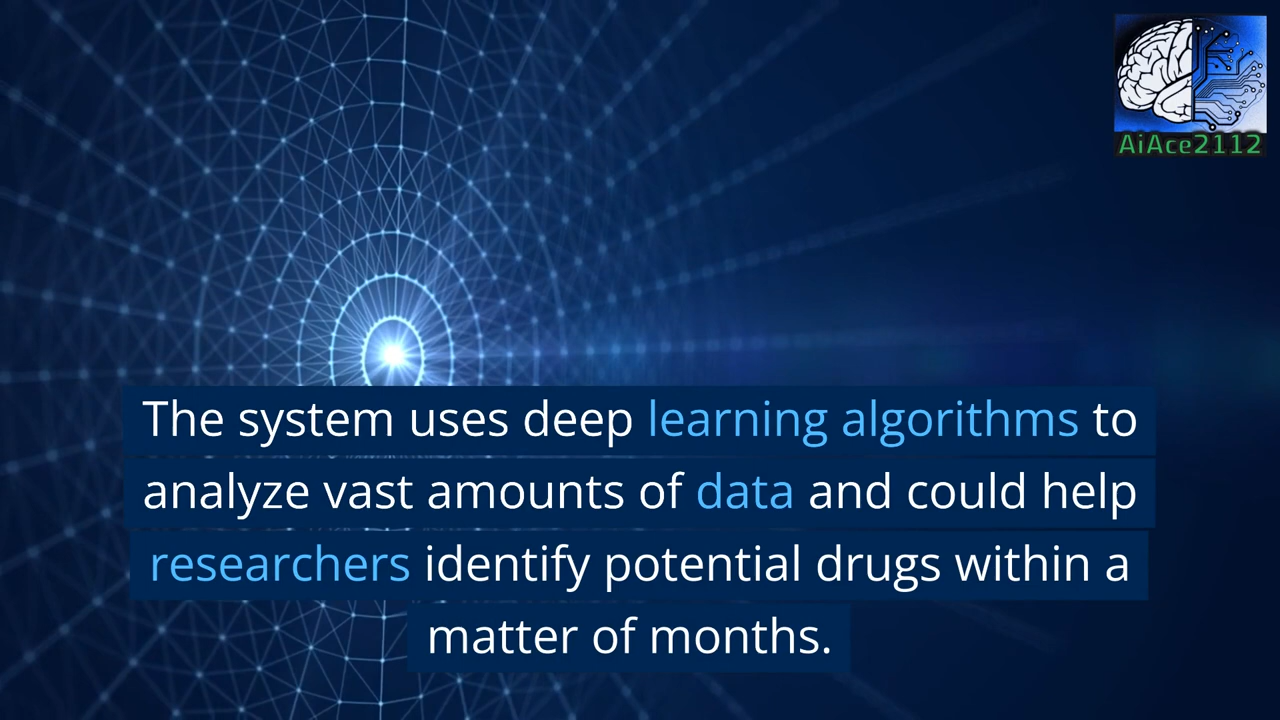 AiAce2112
The system uses deep learning algorithms to
analyze vast amounts of data and could help
researchers identify potential drugs within a
matter of months.